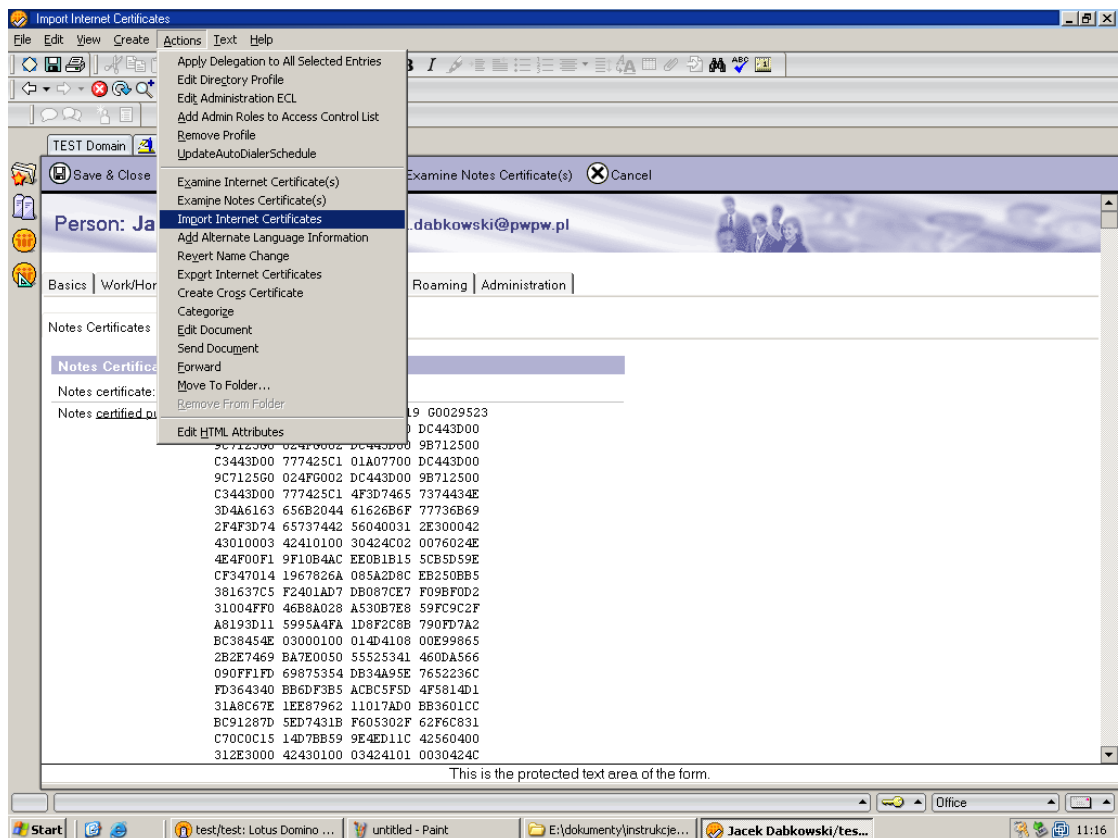 Import Internet Certificates
File Edit View Create Actions Text Help
Apply Delegation to All Selected Entries
Edit Directory Profile
Edit Administration ECL
Add Admin Roles to Access Control List
Remove Profile
UpdateAutoDialerSchedule
Examine Internet Certificate(s)
Examine Notes Certificate(s)
Import Internet Certificates
Add Alternate Language Information
Revert Name Change
Export Internet Certificates
Create Cross Certificate
Categorize
Edit Document
Send Document
Forward
Move To Folder...
Remove From Folder
Edit HTML Attributes
TEST Domain
Save & Close Examine Notes Certificate(s) Cancel
Person: Ja .dabkowski@pwpw.pl
Basics Work/Hor Roaming Administration
Notes Certificates
Notes Certifica
Notes certificate:
Notes certified pu 19 G0029523
DC443D00
9C7125G0 024FG002 DC443D00 9B712500
C3443D00 777425C1 01A07700 DC443D00
9C7125G0 024FG002 DC443D00 9B712500
C3443D00 777425C1 4F3D7465 7374434E
3D4A6163 656B2044 61626B6F 77736B69
2F4F3D74 65737442 56040031 2E300042
43010003 42410100 30424C02 0076024E
4E4F00F1 9F10B4AC EE0B1B15 5CB5D59E
CF347014 1967826A 085A2D8C EB250BB5
381637C5 F2401AD7 DB087CE7 F09BF0D2
31004FF0 46B8A028 A530B7E8 59FC9C2F
A8193D11 5995A4FA 1D8F2C8B 790FD7A2
BC38454E 03000100 014D4108 00E99865
2B2E7469 BA7E0050 55525341 460DA566
090FF1FD 69875354 DB34A95E 7652236C
FD364340 BB6DF3B5 ACBC5F5D 4F5814D1
31A8C67E 1EE87962 11017AD0 BB3601CC
BC91287D 5ED7431B F605302F 62F6C831
C70C0C15 14D7BB59 9E4ED11C 42560400
312E3000 42430100 03424101 0030424C
This is the protected text area of the form.
Office
Start test/test: Lotus Domino ... untitled - Paint E:\dokumenty\instrukcje... Jacek Dabkowski/tes... 11:16